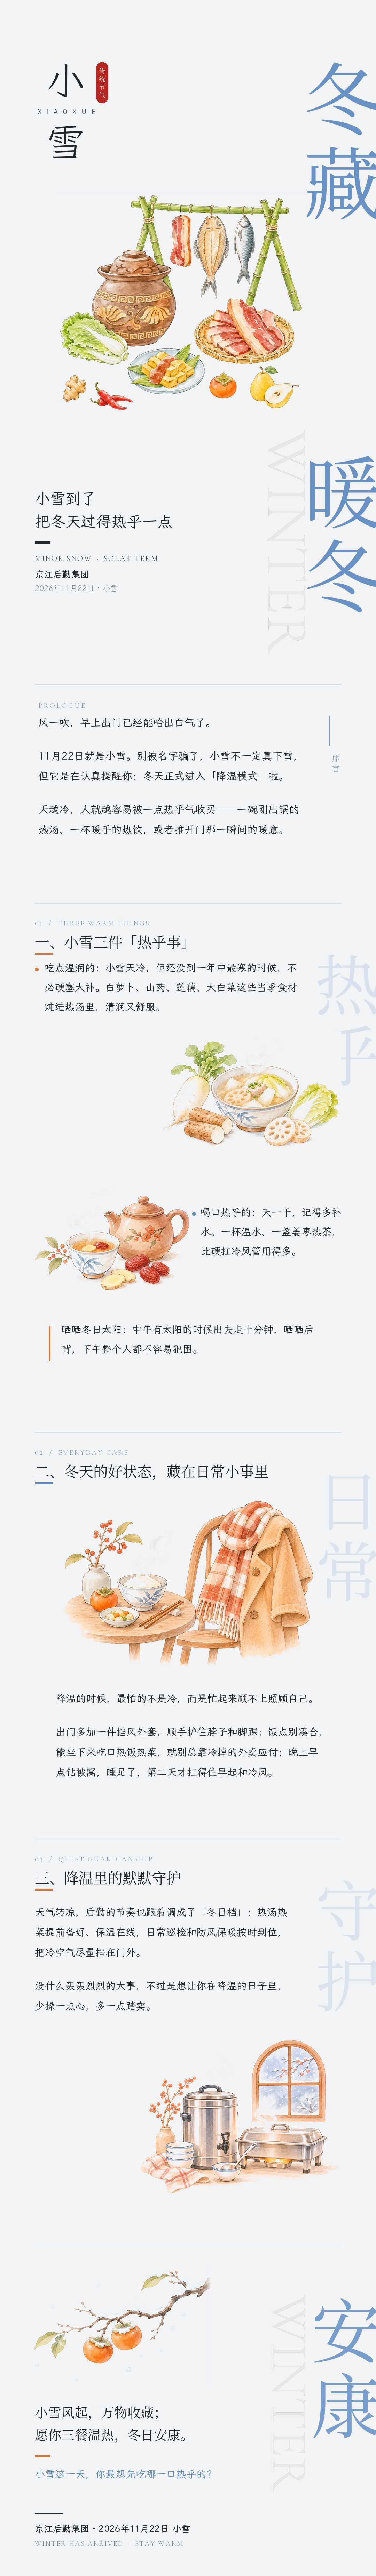 小
传统节气
XIAOXUE
雪
冬藏
WINTER
暖冬
小雪到了
把冬天过得热乎一点
MINOR SNOW · SOLAR TERM
京江后勤集团
2026年11月22日·小雪
PROLOGUE
风一吹，早上出门已经能哈出白气了。
序言
11月22日就是小雪。别被名字骗了，小雪不一定真下雪，
但它是在认真提醒你：冬天正式进入「降温模式」啦。
天越冷，人就越容易被一点热乎气收买——一碗刚出锅的
热汤、一杯暖手的热饮，或者推开门那一瞬间的暖意。
01 / THREE WARM THINGS
一、小雪三件「热乎事」
热乎
吃点温润的：小雪天冷，但还没到一年中最寒的时候，不
必硬塞大补。白萝卜、山药、莲藕、大白菜这些当季食材
炖进热汤里，清润又舒服。
喝口热乎的：天一干，记得多补
水。一杯温水、一盏姜枣热茶，
比硬扛冷风管用得多。
晒晒冬日太阳：中午有太阳的时候出去走十分钟，晒晒后
背，下午整个人都不容易犯困。
02 / EVERYDAY CARE
二、冬天的好状态，藏在日常小事里
日常
降温的时候，最怕的不是冷，而是忙起来顾不上照顾自己。
出门多加一件挡风外套，顺手护住脖子和脚踝；饭点别凑合，
能坐下来吃口热饭热菜，就别总靠冷掉的外卖应付；晚上早
点钻被窝，睡足了，第二天才扛得住早起和冷风。
03 / QUIET GUARDIANSHIP
三、降温里的默默守护
守护
天气转凉，后勤的节奏也跟着调成了「冬日档」：热汤热
菜提前备好、保温在线，日常巡检和防风保暖按时到位，
把冷空气尽量挡在门外。
没什么轰轰烈烈的大事，不过是想让你在降温的日子里，
少操一点心，多一点踏实。
WINTER
安康
小雪风起，万物收藏；
愿你三餐温热，冬日安康。
小雪这一天，你最想先吃哪一口热乎的？
京江后勤集团·2026年11月22日 小雪
WINTER HAS ARRIVED · STAY WARM